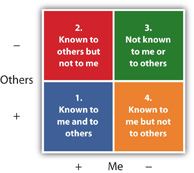 2.
Known to
others but
not to me
3.
Not known
to me or
to others
1.
Known to
me and to
others
4.
Known to
me but not
to others
–
Others
+
+ Me –